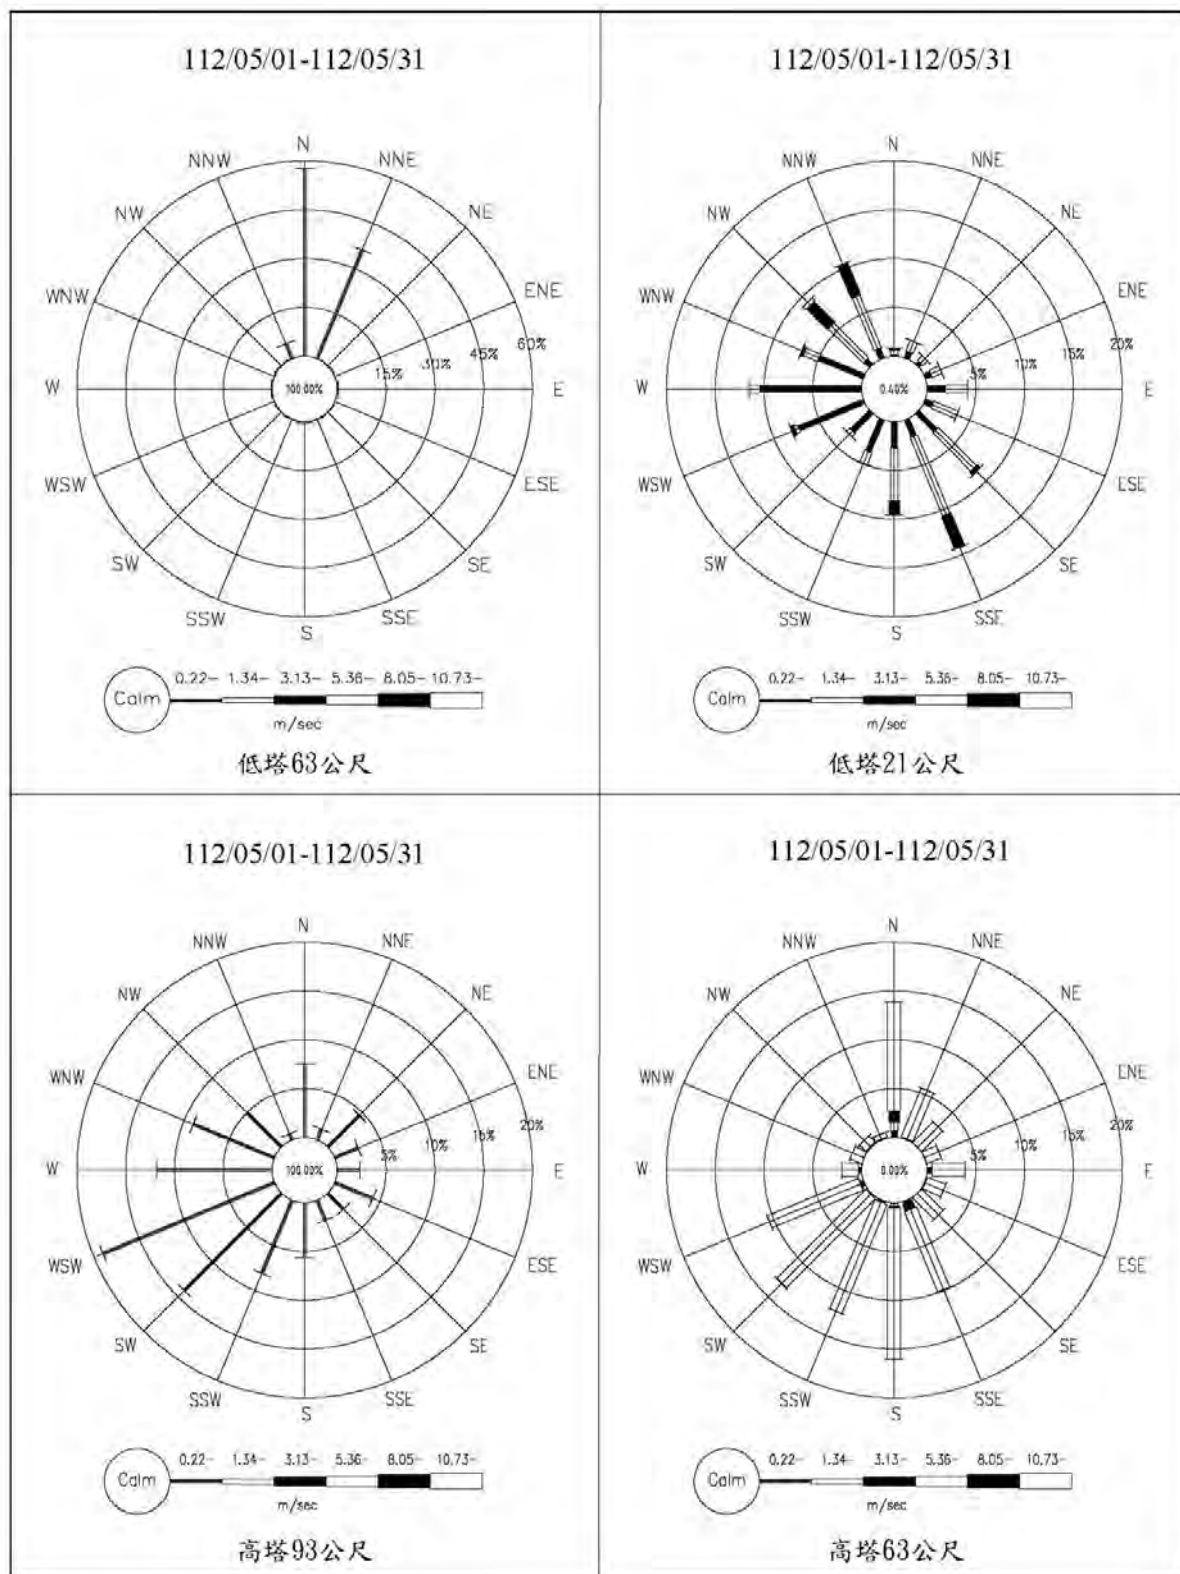 112/05/01-112/05/31
N
NNW
NNE
NW
NE
WNW
ENE
60%
45%
30%
15%
W
100.00%
E
WSW
ESE
SW
SE
SSW
SSE
S
0.22-
1.34-
3.13-
5.36-
8.05-
10.73-
Calm
m/sec
低塔63公尺
112/05/01-112/05/31
N
NNW
NNE
NW
NE
WNW
ENE
20%
15%
10%
5%
W
0.40%
E
WSW
ESE
SW
SE
SSW
SSE
S
0.22-
1.34-
3.13-
5.36-
8.05-
10.73-
Calm
m/sec
低塔21公尺
112/05/01-112/05/31
N
NNW
NNE
NW
NE
WNW
ENE
20%
15%
10%
5%
W
100.00%
E
WSW
ESE
SW
SE
SSW
SSE
S
0.22-
1.34-
3.13-
5.36-
8.05-
10.73-
Calm
m/sec
高塔93公尺
112/05/01-112/05/31
N
NNW
NNE
NW
NE
WNW
ENE
20%
15%
10%
5%
W
0.00%
E
WSW
ESE
SW
SE
SSW
SSE
S
0.22-
1.34-
3.13-
5.36-
8.05-
10.73-
Calm
m/sec
高塔63公尺